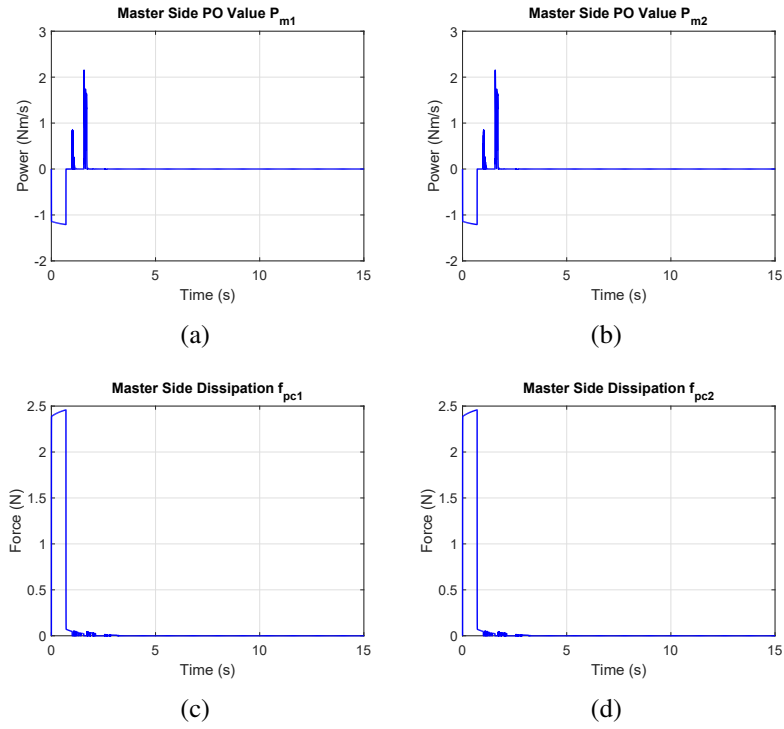 Master Side PO Value P_m1
Power (Nm/s)
3
2
1
0
-1
-2
0 5 10 15
Time (s)
(a)
Master Side PO Value P_m2
Power (Nm/s)
3
2
1
0
-1
-2
0 5 10 15
Time (s)
(b)
Master Side Dissipation f_pc1
Force (N)
2.5
2
1.5
1
0.5
0
0 5 10 15
Time (s)
(c)
Master Side Dissipation f_pc2
Force (N)
2.5
2
1.5
1
0.5
0
0 5 10 15
Time (s)
(d)